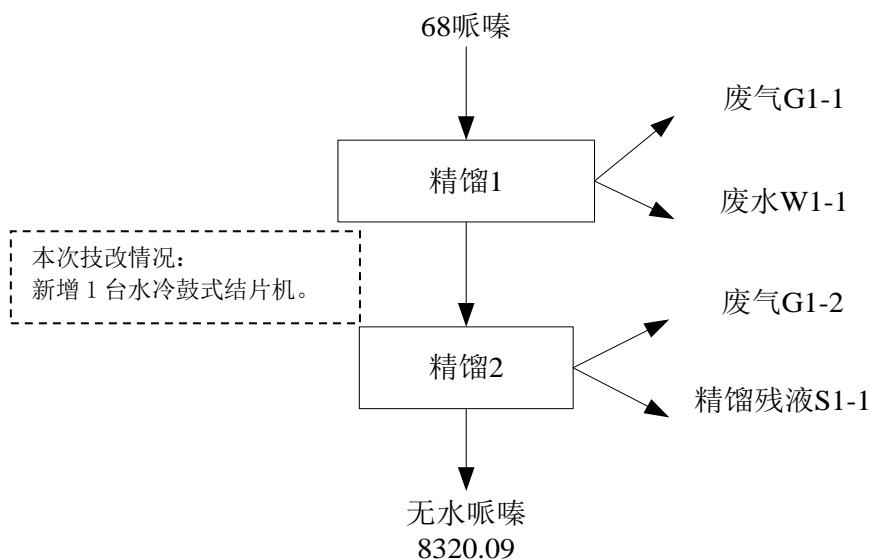 68哌嗪
废气G1-1
精馏1
废水W1-1
本次技改情况：
新增 1 台水冷鼓式结片机。
废气G1-2
精馏2
精馏残液S1-1
无水哌嗪
8320.09